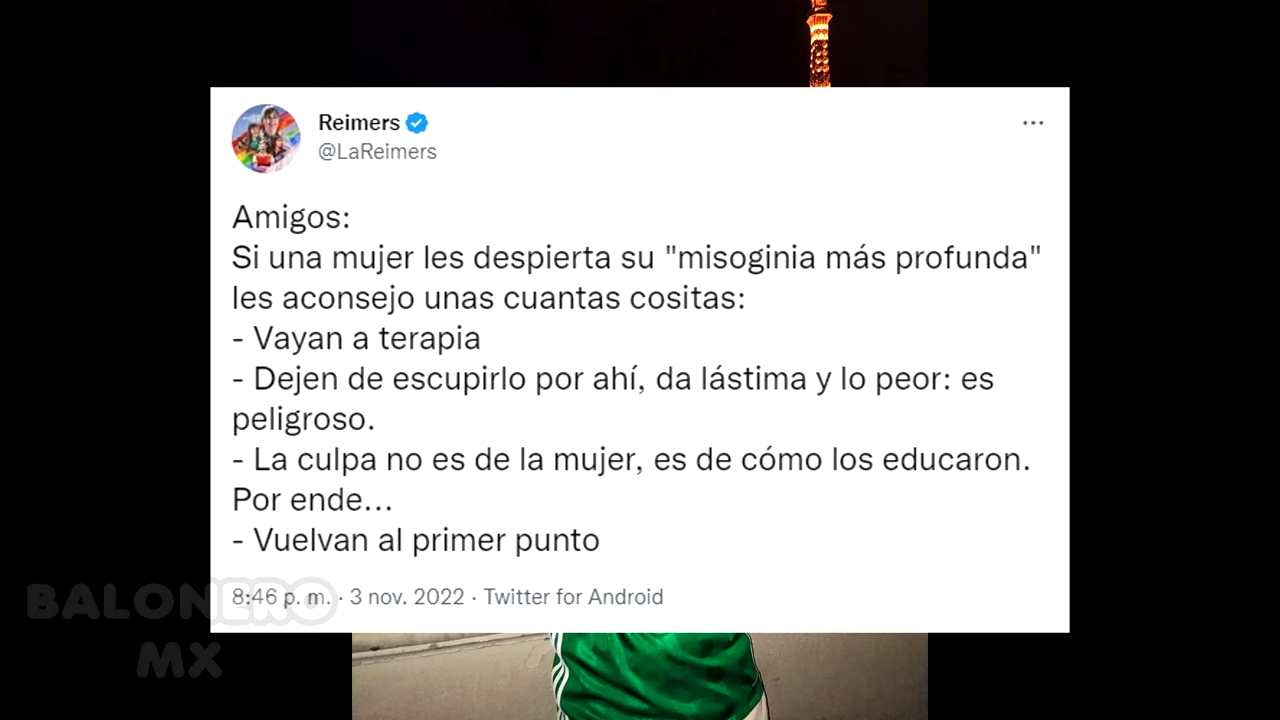 Reimers
@LaReimers
Amigos:
Si una mujer les despierta su "misoginia más profunda"
les aconsejo unas cuantas cositas:
- Vayan a terapia
- Dejen de escupirlo por ahí, da lástima y lo peor: es
peligroso.
- La culpa no es de la mujer, es de cómo los educaron.
Por ende...
- Vuelvan al primer punto
8:46 p. m. · 3 nov. 2022 · Twitter for Android
BALONERO
MX